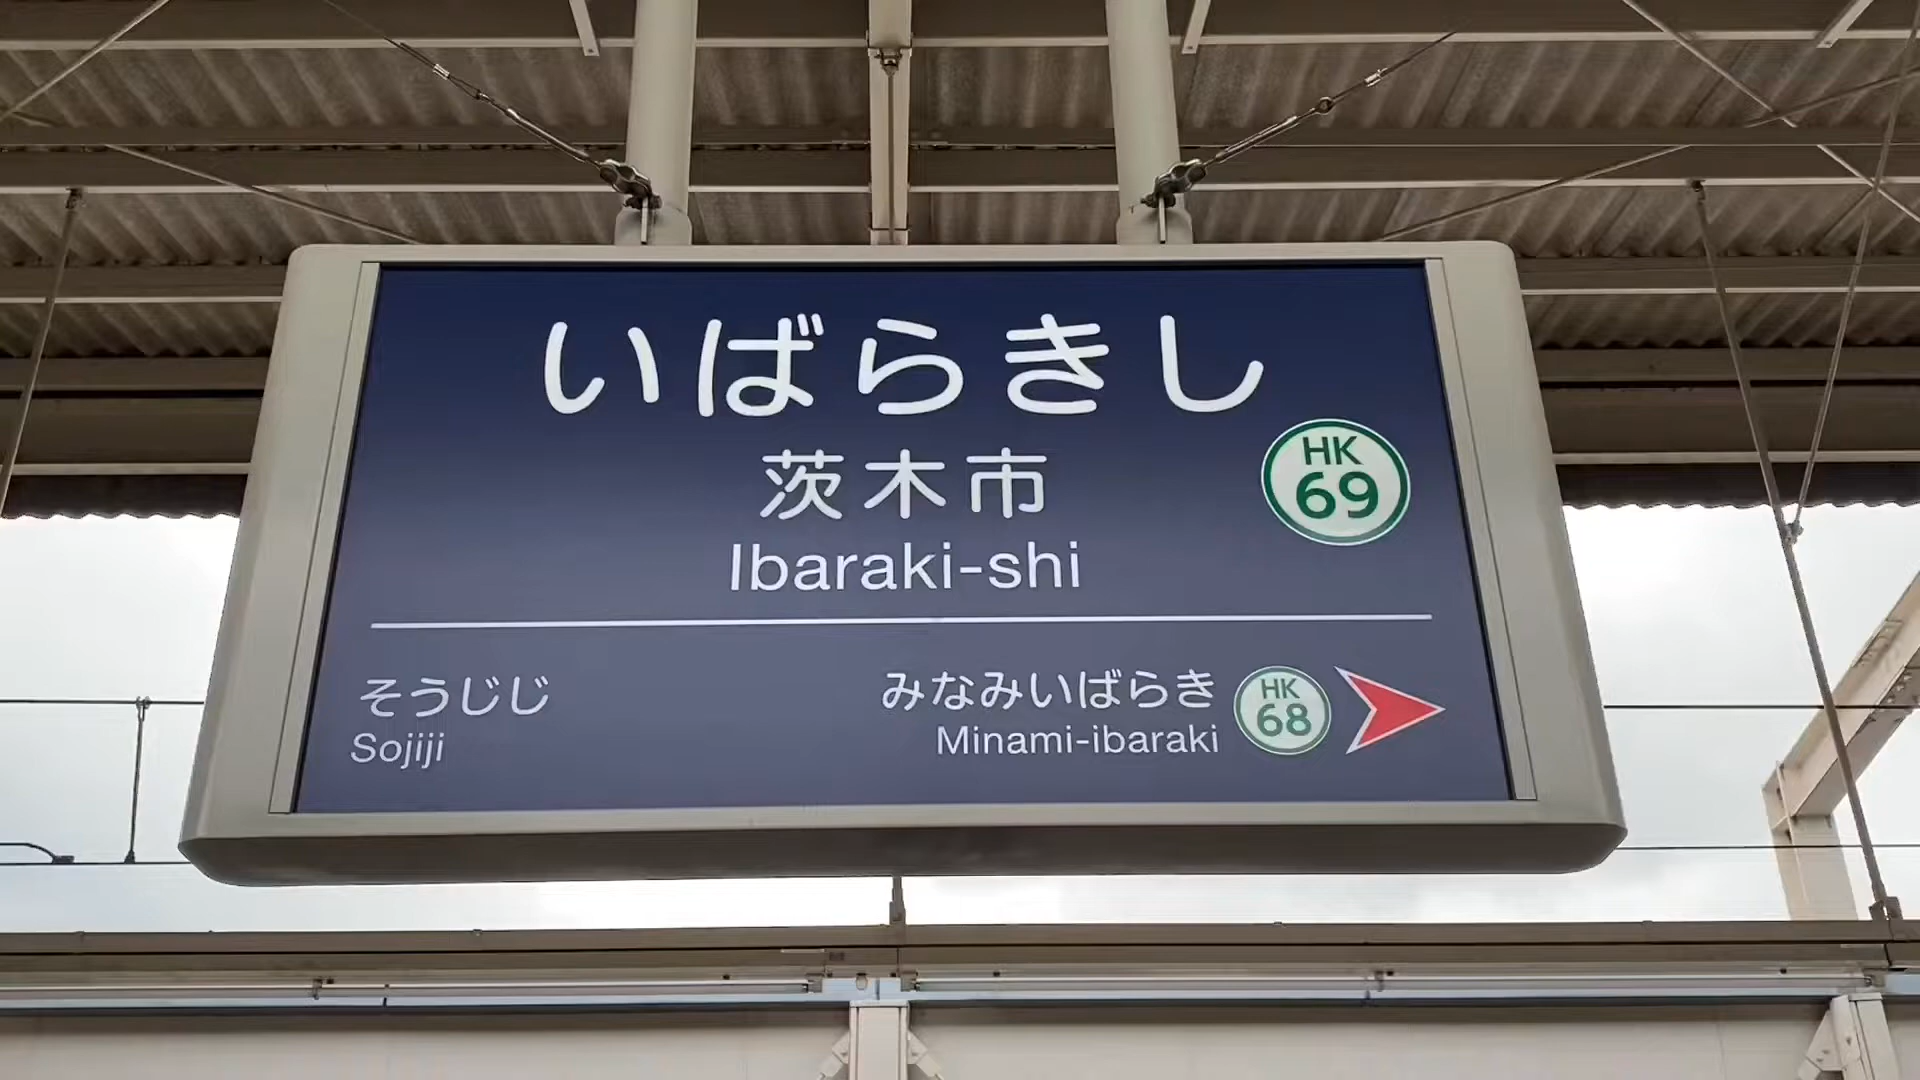 いばらきし
茨木市
HK
69
Ibaraki-shi
そうじじ
Sojiji
みなみいばらき
Minami-ibaraki
HK
68